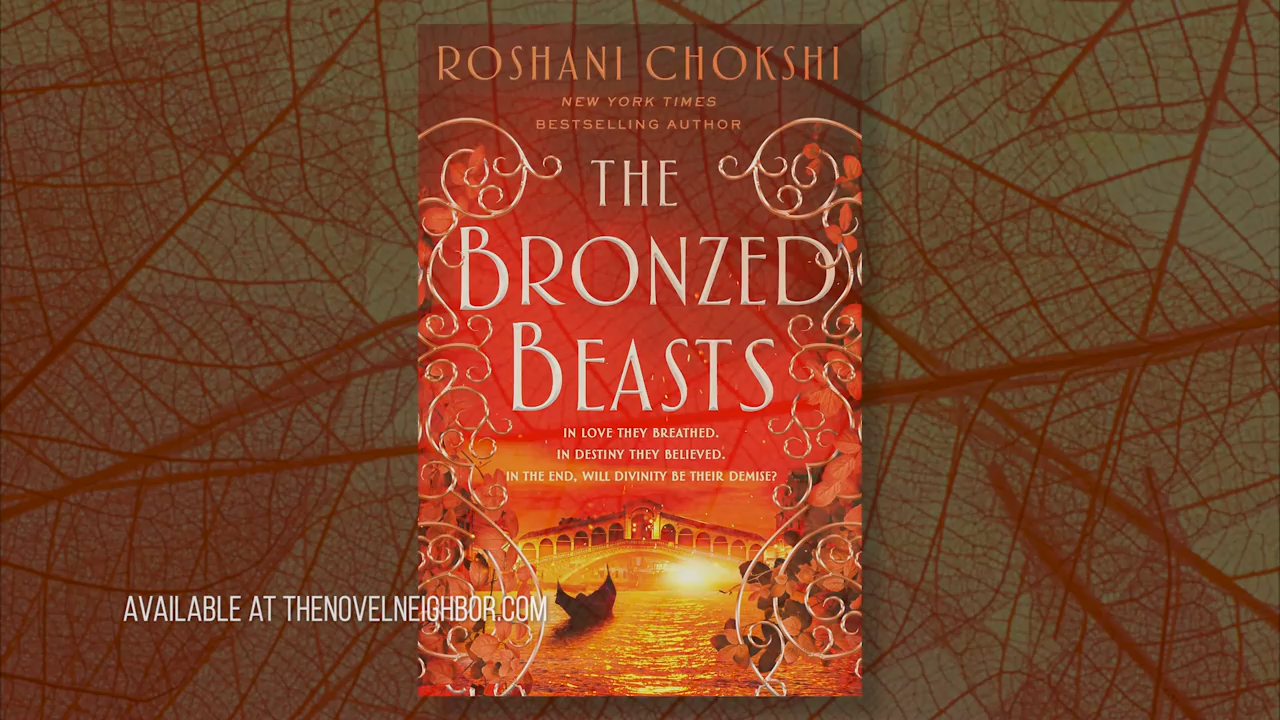 ROSHANI CHOKSHI
NEW YORK TIMES
BESTSELLING AUTHOR
THE
BRONZED
BEASTS
IN LOVE THEY BREATHED.
IN DESTINY THEY BELIEVED.
IN THE END, WILL DIVINITY BE THEIR DEMISE?
AVAILABLE AT THENOVELNEIGHBOR.COM